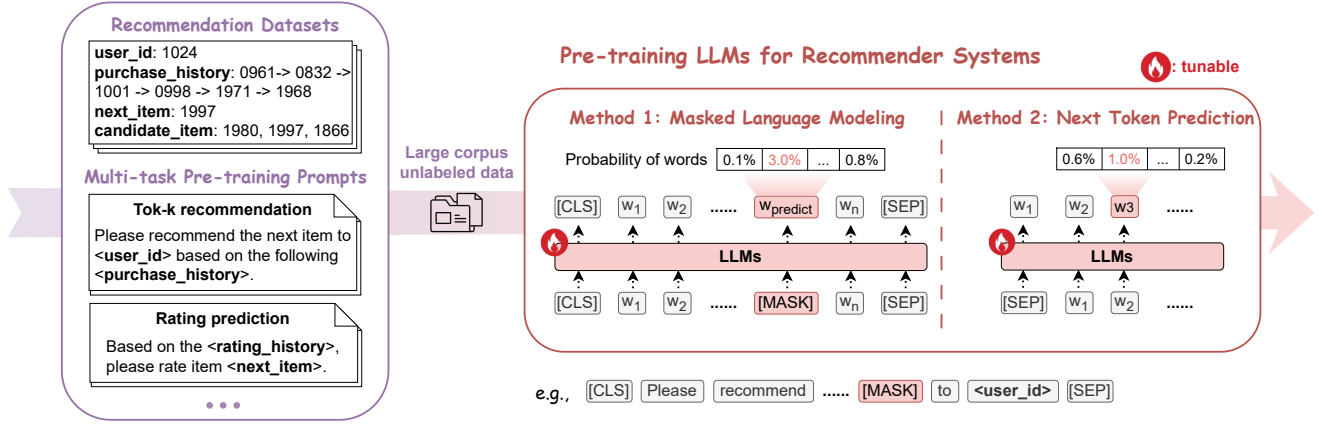 Recommendation Datasets
user_id: 1024
purchase_history: 0961-> 0832 ->
1001 -> 0998 -> 1971 -> 1968
next_item: 1997
candidate_item: 1980, 1997, 1866
Multi-task Pre-training Prompts
Tok-k recommendation
Please recommend the next item to
<user_id> based on the following
<purchase_history>.
Rating prediction
Based on the <rating_history>,
please rate item <next_item>.
Large corpus
unlabeled data
Pre-training LLMs for Recommender Systems
: tunable
Method 1: Masked Language Modeling
Probability of words 0.1% 3.0% ... 0.8%
[CLS] w1 w2 ...... wpredict wn [SEP]
LLMs
[CLS] w1 w2 ...... [MASK] wn [SEP]
Method 2: Next Token Prediction
0.6% 1.0% ... 0.2%
w1 w2 w3 ......
LLMs
[SEP] w1 w2 ......
e.g., [CLS] Please recommend ...... [MASK] to <user_id> [SEP]